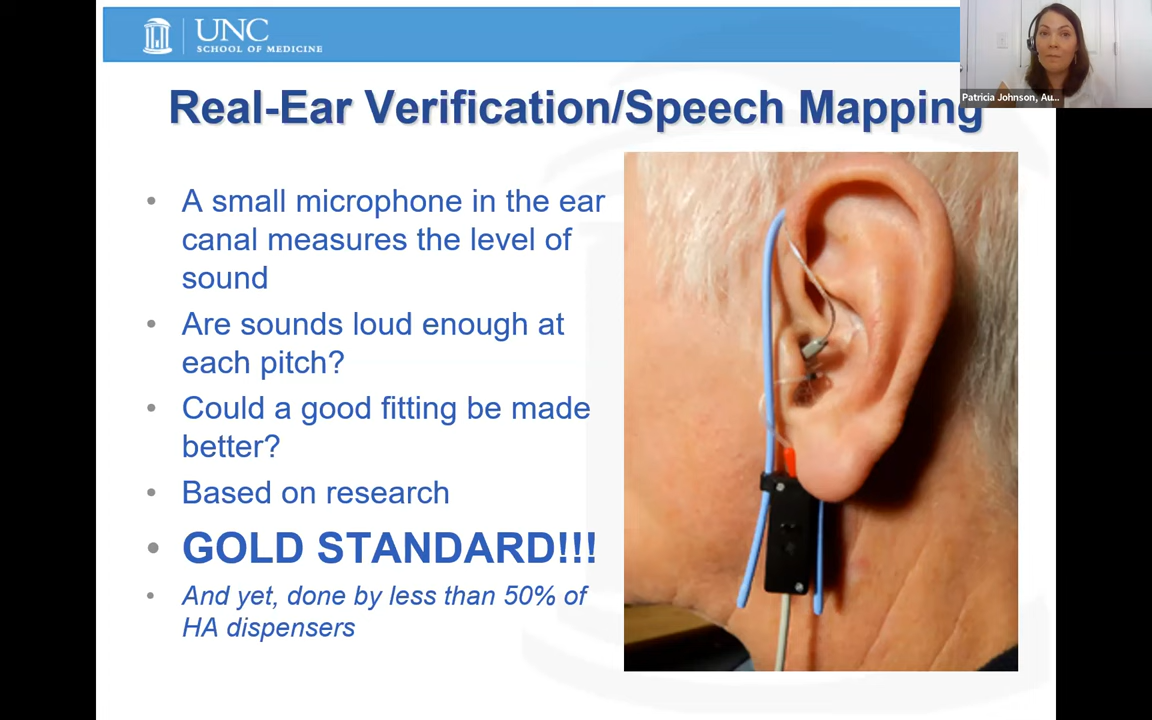 UNC
SCHOOL OF MEDICINE
Patricia Johnson, Au...
Real-Ear Verification/Speech Mapping
• A small microphone in the ear
canal measures the level of
sound
• Are sounds loud enough at
each pitch?
• Could a good fitting be made
better?
• Based on research
• GOLD STANDARD!!!
• And yet, done by less than 50% of
HA dispensers